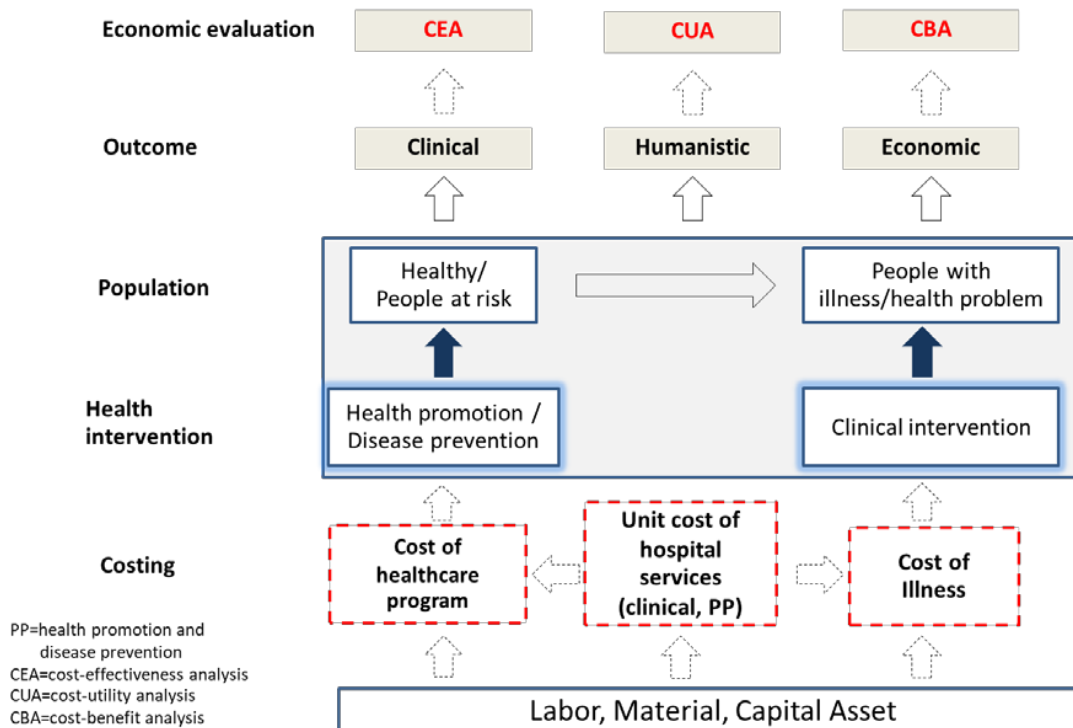 Economic evaluation
CEA
CUA
CBA
Outcome
Clinical
Humanistic
Economic
Population
Healthy/
People at risk
People with
illness/health problem
Health
intervention
Health promotion /
Disease prevention
Clinical intervention
Costing
Cost of
healthcare
program
Unit cost of
hospital
services
(clinical, PP)
Cost of
Illness
PP=health promotion and
disease prevention
CEA=cost-effectiveness analysis
CUA=cost-utility analysis
CBA=cost-benefit analysis
Labor, Material, Capital Asset